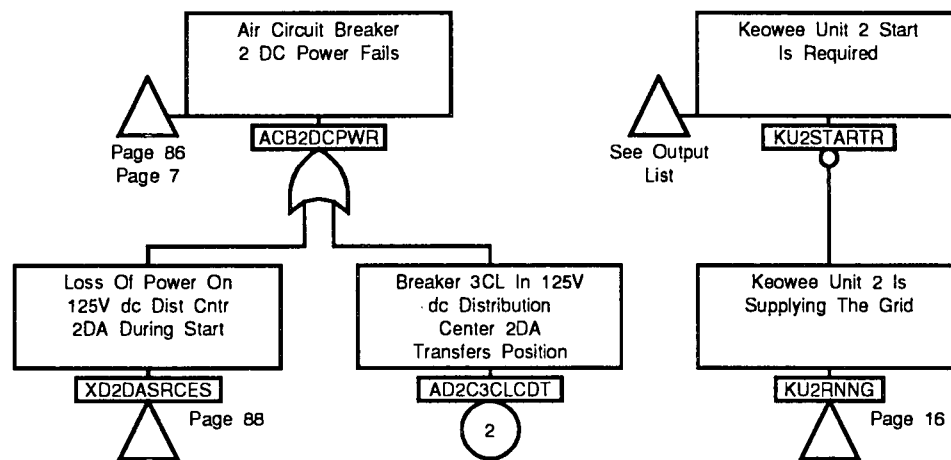 Air Circuit Breaker
2 DC Power Fails
Page 86
Page 7
ACB2DCPWR
Keowee Unit 2 Start
Is Required
See Output
List
KU2STARTR
Loss Of Power On
125V dc Dist Cntr
2DA During Start
XD2DASRCES
Page 88
Breaker 3CL In 125V
dc Distribution
Center 2DA
Transfers Position
AD2C3CLCDT
2
Keowee Unit 2 Is
Supplying The Grid
KU2RNNG
Page 16